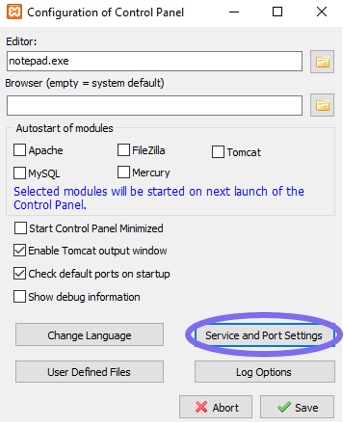 Configuration of Control Panel
Editor:
notepad.exe
Browser (empty = system default)
Autostart of modules
Apache FileZilla Tomcat
MySQL Mercury
Selected modules will be started on next launch of the
Control Panel.
Start Control Panel Minimized
Enable Tomcat output window
Check default ports on startup
Show debug information
Change Language Service and Port Settings
User Defined Files Log Options
Abort Save